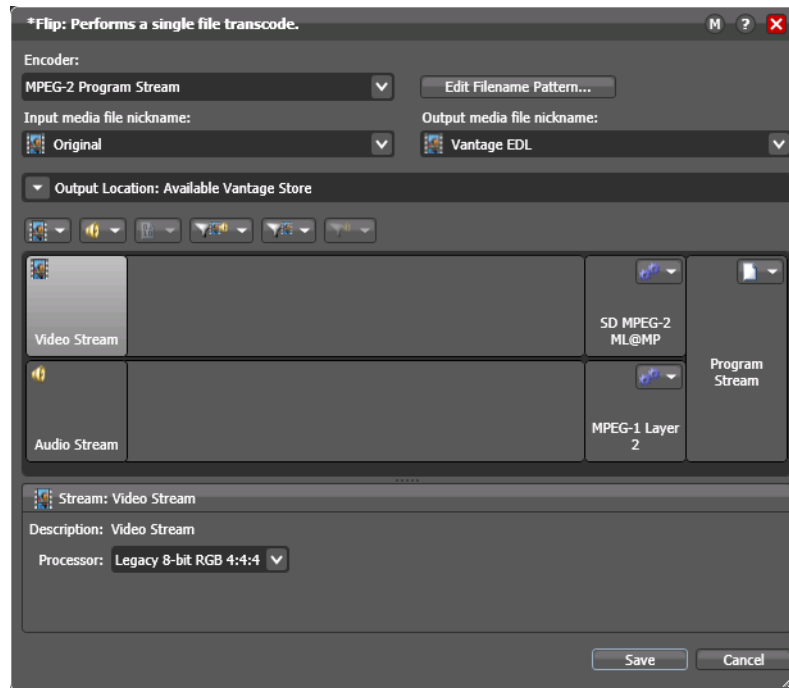 *Flip: Performs a single file transcode.
M ? X
Encoder:
MPEG-2 Program Stream
Edit Filename Pattern...
Input media file nickname:
Output media file nickname:
Original
Vantage EDL
Output Location: Available Vantage Store
Video Stream
SD MPEG-2
ML@MP
Program
Stream
Audio Stream
MPEG-1 Layer
2
Stream: Video Stream
Description: Video Stream
Processor: Legacy 8-bit RGB 4:4:4
Save
Cancel